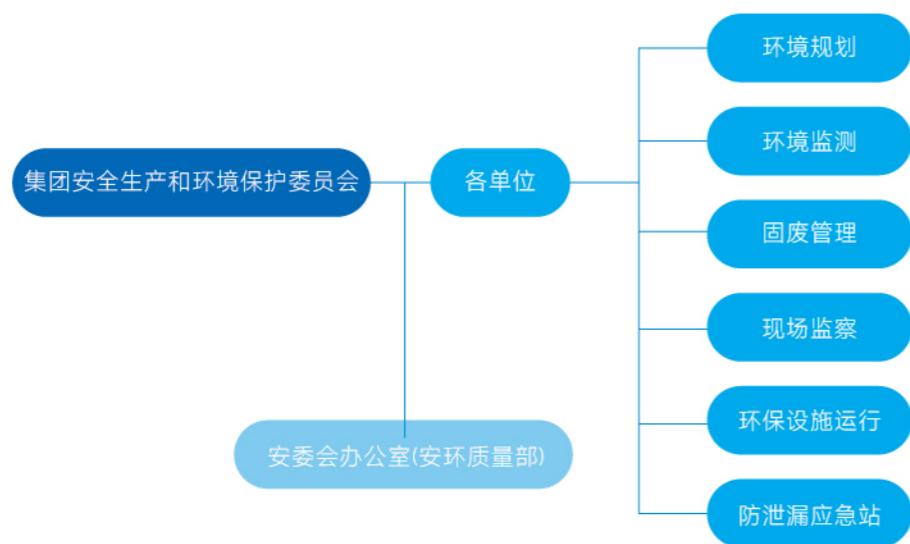 集团安全生产和环境保护委员会
各单位
安委会办公室(安环质量部)
环境规划
环境监测
固废管理
现场监察
环保设施运行
防泄漏应急站